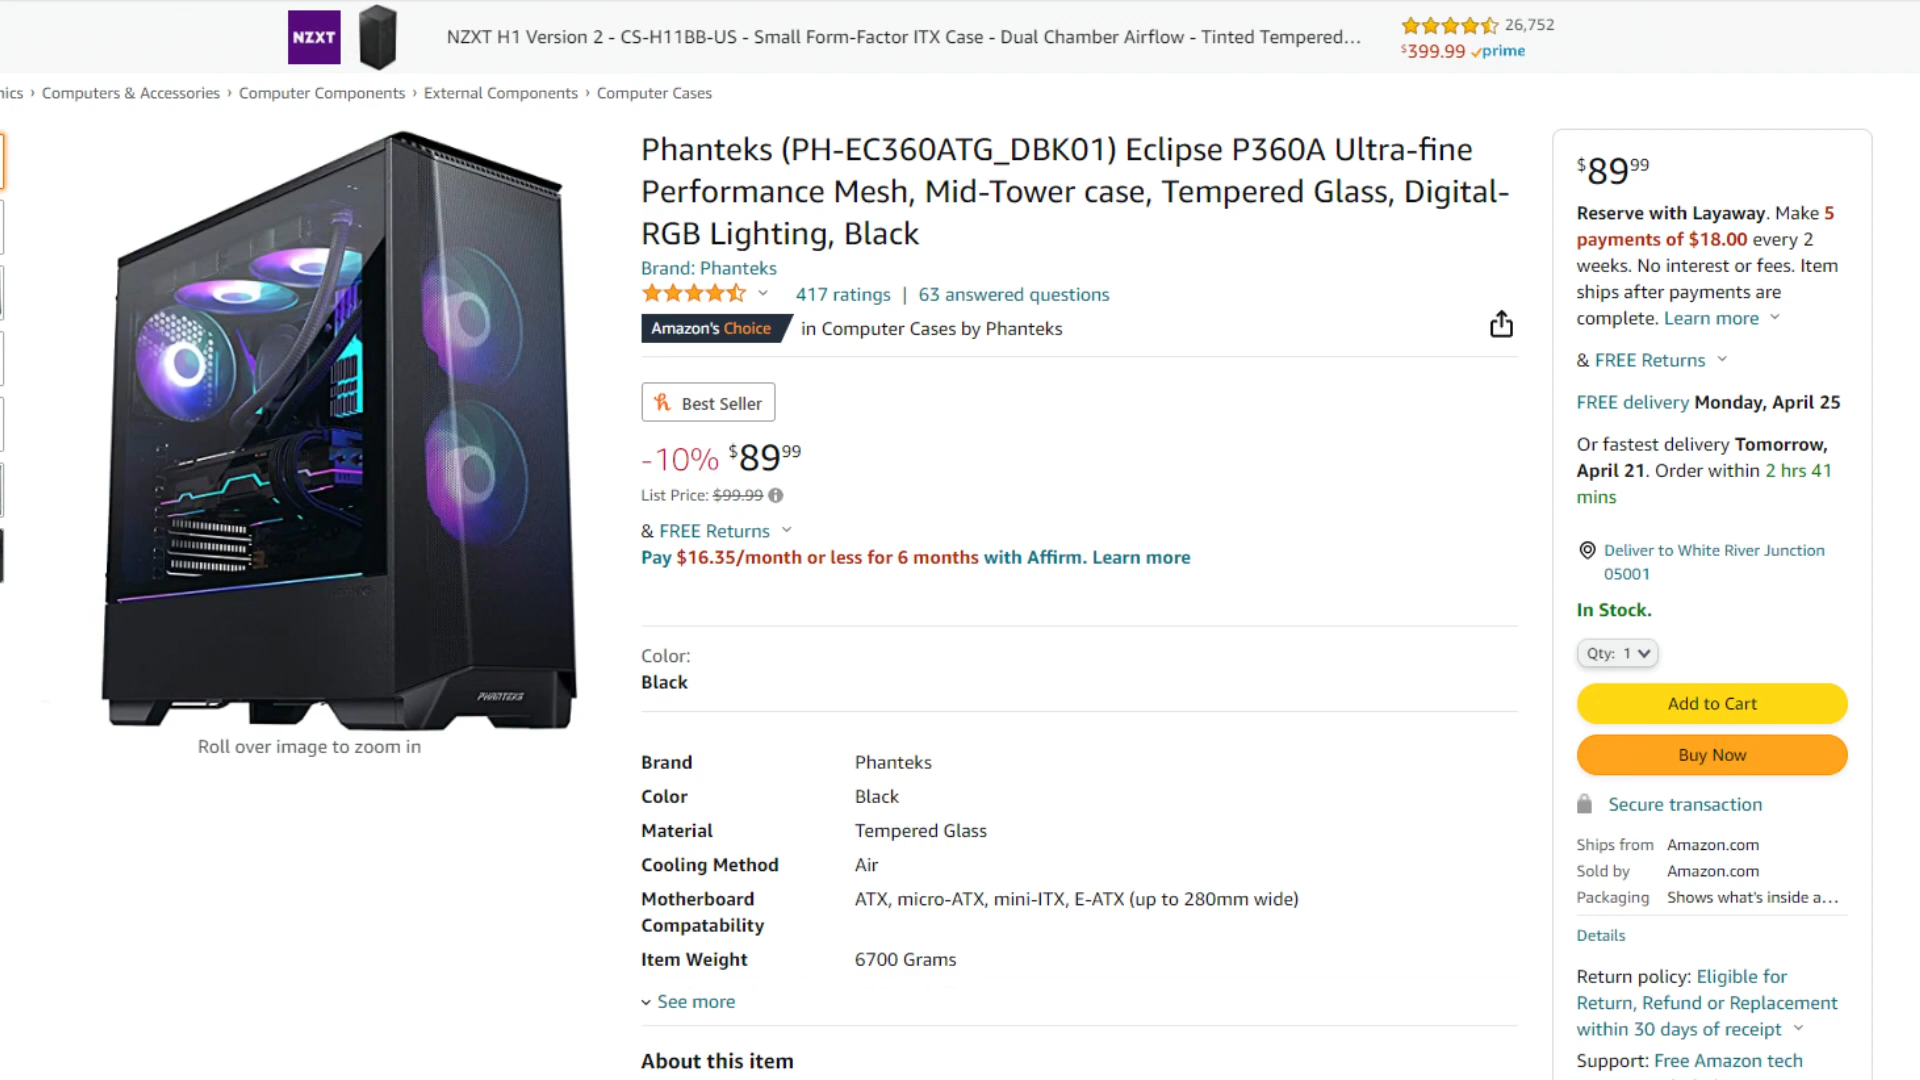 NZXT
NZXT H1 Version 2 - CS-H11BB-US - Small Form-Factor ITX Case - Dual Chamber Airflow - Tinted Tempered...
26,752
$399.99 prime
nics › Computers & Accessories › Computer Components › External Components › Computer Cases
Phanteks (PH-EC360ATG_DBK01) Eclipse P360A Ultra-fine
Performance Mesh, Mid-Tower case, Tempered Glass, Digital-
RGB Lighting, Black
Brand: Phanteks
417 ratings | 63 answered questions
Amazon's Choice in Computer Cases by Phanteks
Best Seller
-10% $89 99
List Price: $99.99
& FREE Returns
Pay $16.35/month or less for 6 months with Affirm. Learn more
Color:
Black
PHANTEKS
Roll over image to zoom in
Brand Phanteks
Color Black
Material Tempered Glass
Cooling Method Air
Motherboard ATX, micro-ATX, mini-ITX, E-ATX (up to 280mm wide)
Compatability
Item Weight 6700 Grams
See more
About this item
$89 99
Reserve with Layaway. Make 5
payments of $18.00 every 2
weeks. No interest or fees. Item
ships after payments are
complete. Learn more
& FREE Returns
FREE delivery Monday, April 25
Or fastest delivery Tomorrow,
April 21. Order within 2 hrs 41
mins
Deliver to White River Junction
05001
In Stock.
Qty: 1
Add to Cart
Buy Now
Secure transaction
Ships from Amazon.com
Sold by Amazon.com
Packaging Shows what's inside a...
Details
Return policy: Eligible for
Return, Refund or Replacement
within 30 days of receipt
Support: Free Amazon tech